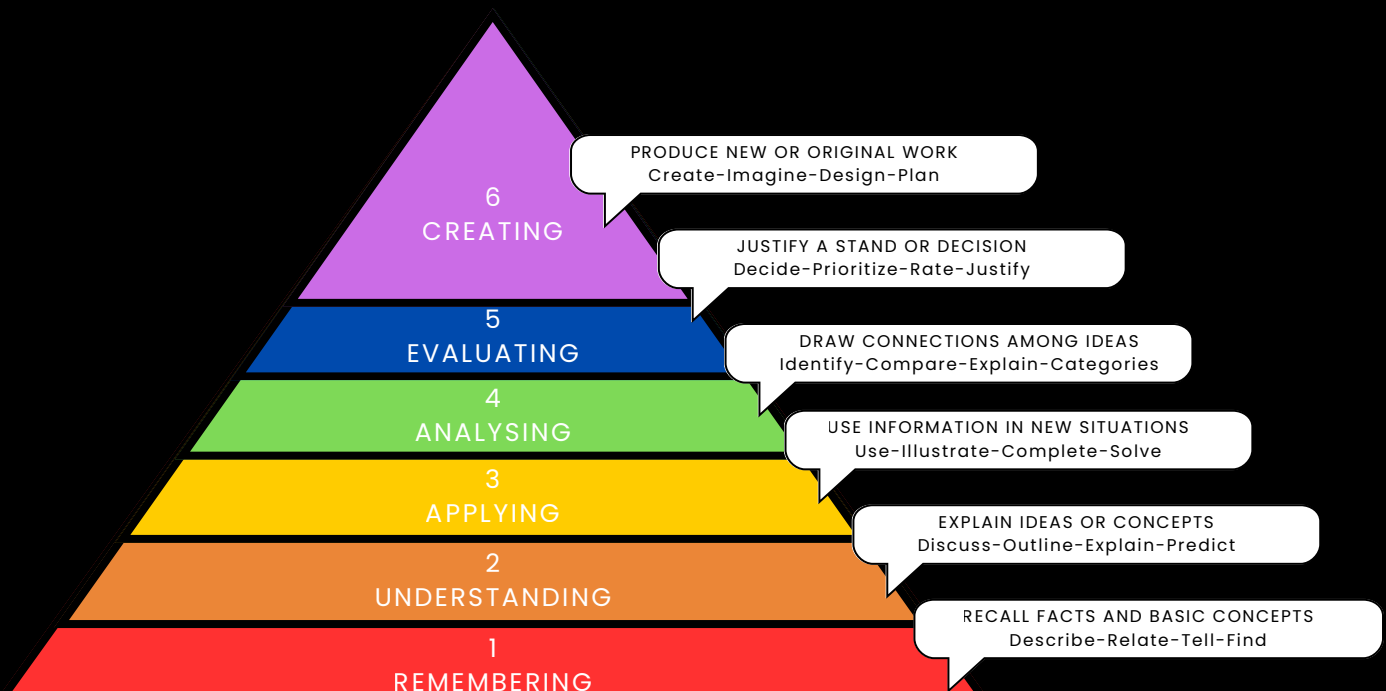 PRODUCE NEW OR ORIGINAL WORK
Create-Imagine-Design-Plan
6
CREATING
JUSTIFY A STAND OR DECISION
Decide-Prioritize-Rate-Justify
5
EVALUATING
DRAW CONNECTIONS AMONG IDEAS
Identify-Compare-Explain-Categories
4
ANALYSING
USE INFORMATION IN NEW SITUATIONS
Use-Illustrate-Complete-Solve
3
APPLYING
EXPLAIN IDEAS OR CONCEPTS
Discuss-Outline-Explain-Predict
2
UNDERSTANDING
RECALL FACTS AND BASIC CONCEPTS
Describe-Relate-Tell-Find
1
REMEMBERING